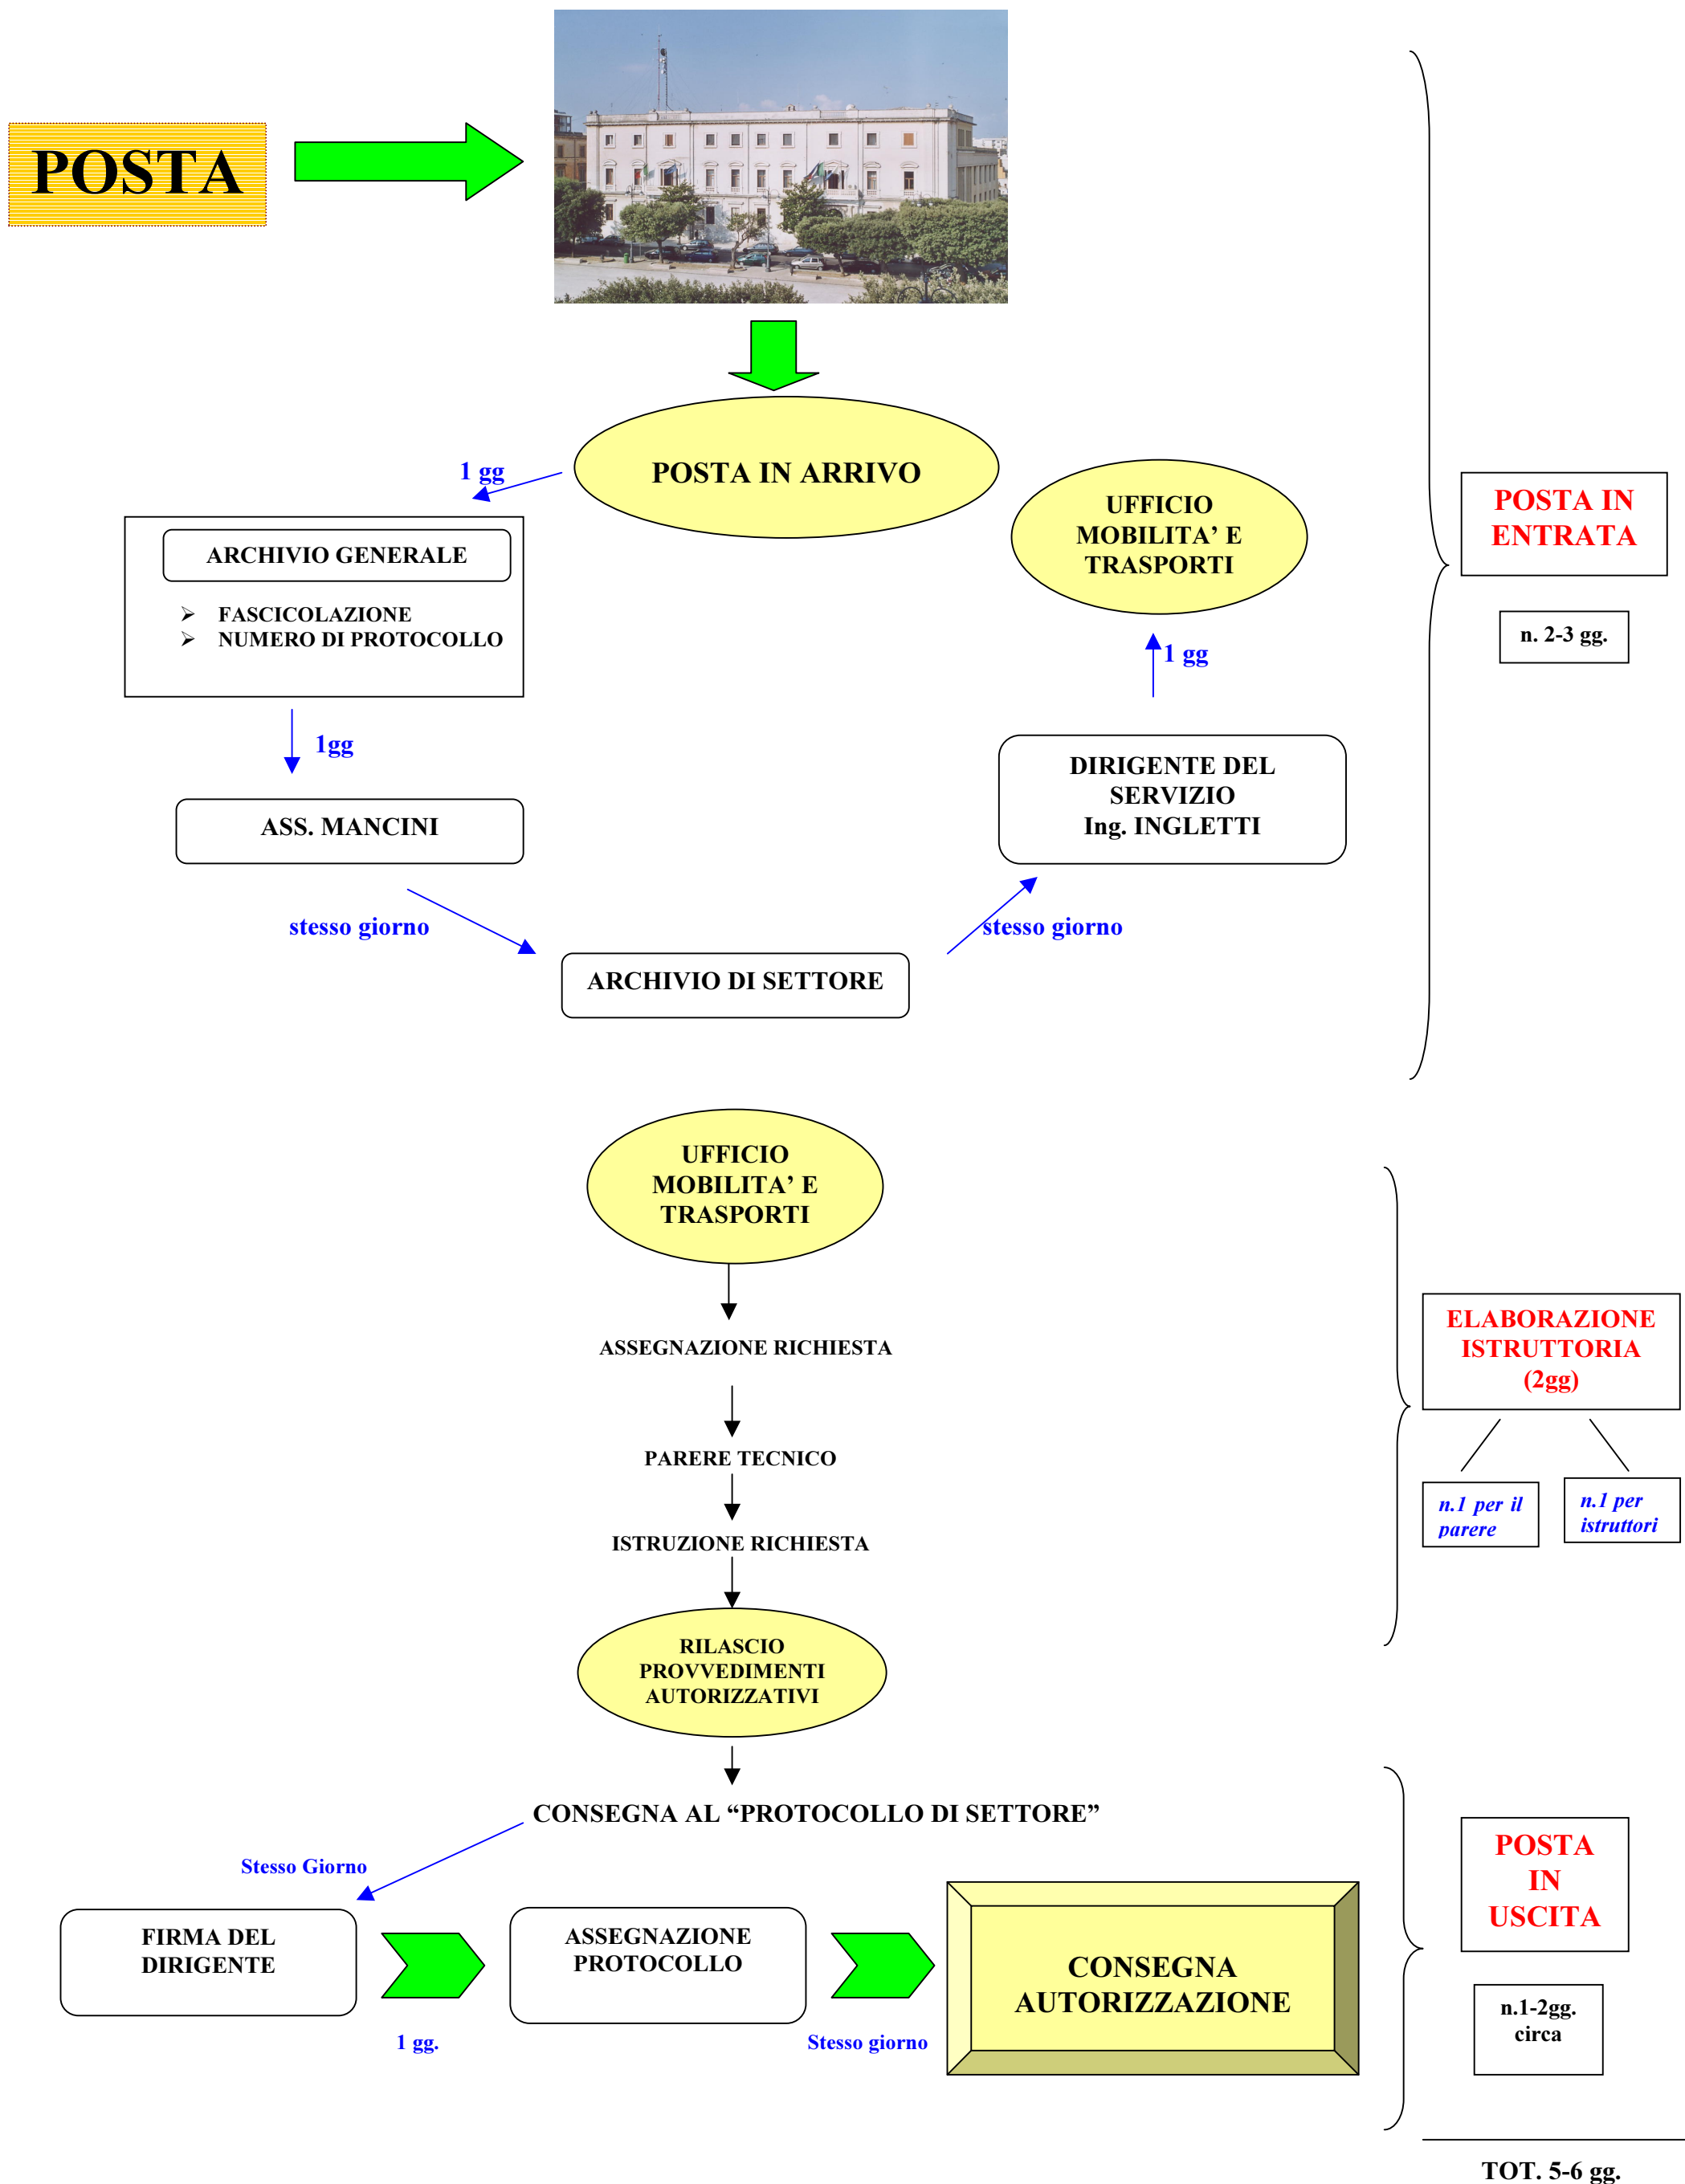 POSTA
POSTA IN ARRIVO
1 gg
ARCHIVIO GENERALE
➢ FASCICOLAZIONE
➢ NUMERO DI PROTOCOLLO
1gg
ASS. MANCINI
stesso giorno
ARCHIVIO DI SETTORE
stesso giorno
DIRIGENTE DEL
SERVIZIO
Ing. INGLETTI
1 gg
UFFICIO
MOBILITA’ E
TRASPORTI
POSTA IN
ENTRATA
n. 2-3 gg.
UFFICIO
MOBILITA’ E
TRASPORTI
ASSEGNAZIONE RICHIESTA
PARERE TECNICO
ISTRUZIONE RICHIESTA
RILASCIO
PROVVEDIMENTI
AUTORIZZATIVI
ELABORAZIONE
ISTRUTTORIA
(2gg)
n.1 per il
parere
n.1 per
istruttori
CONSEGNA AL “PROTOCOLLO DI SETTORE”
Stesso Giorno
FIRMA DEL
DIRIGENTE
1 gg.
ASSEGNAZIONE
PROTOCOLLO
Stesso giorno
CONSEGNA
AUTORIZZAZIONE
POSTA
IN
USCITA
n.1-2gg.
circa
TOT. 5-6 gg.